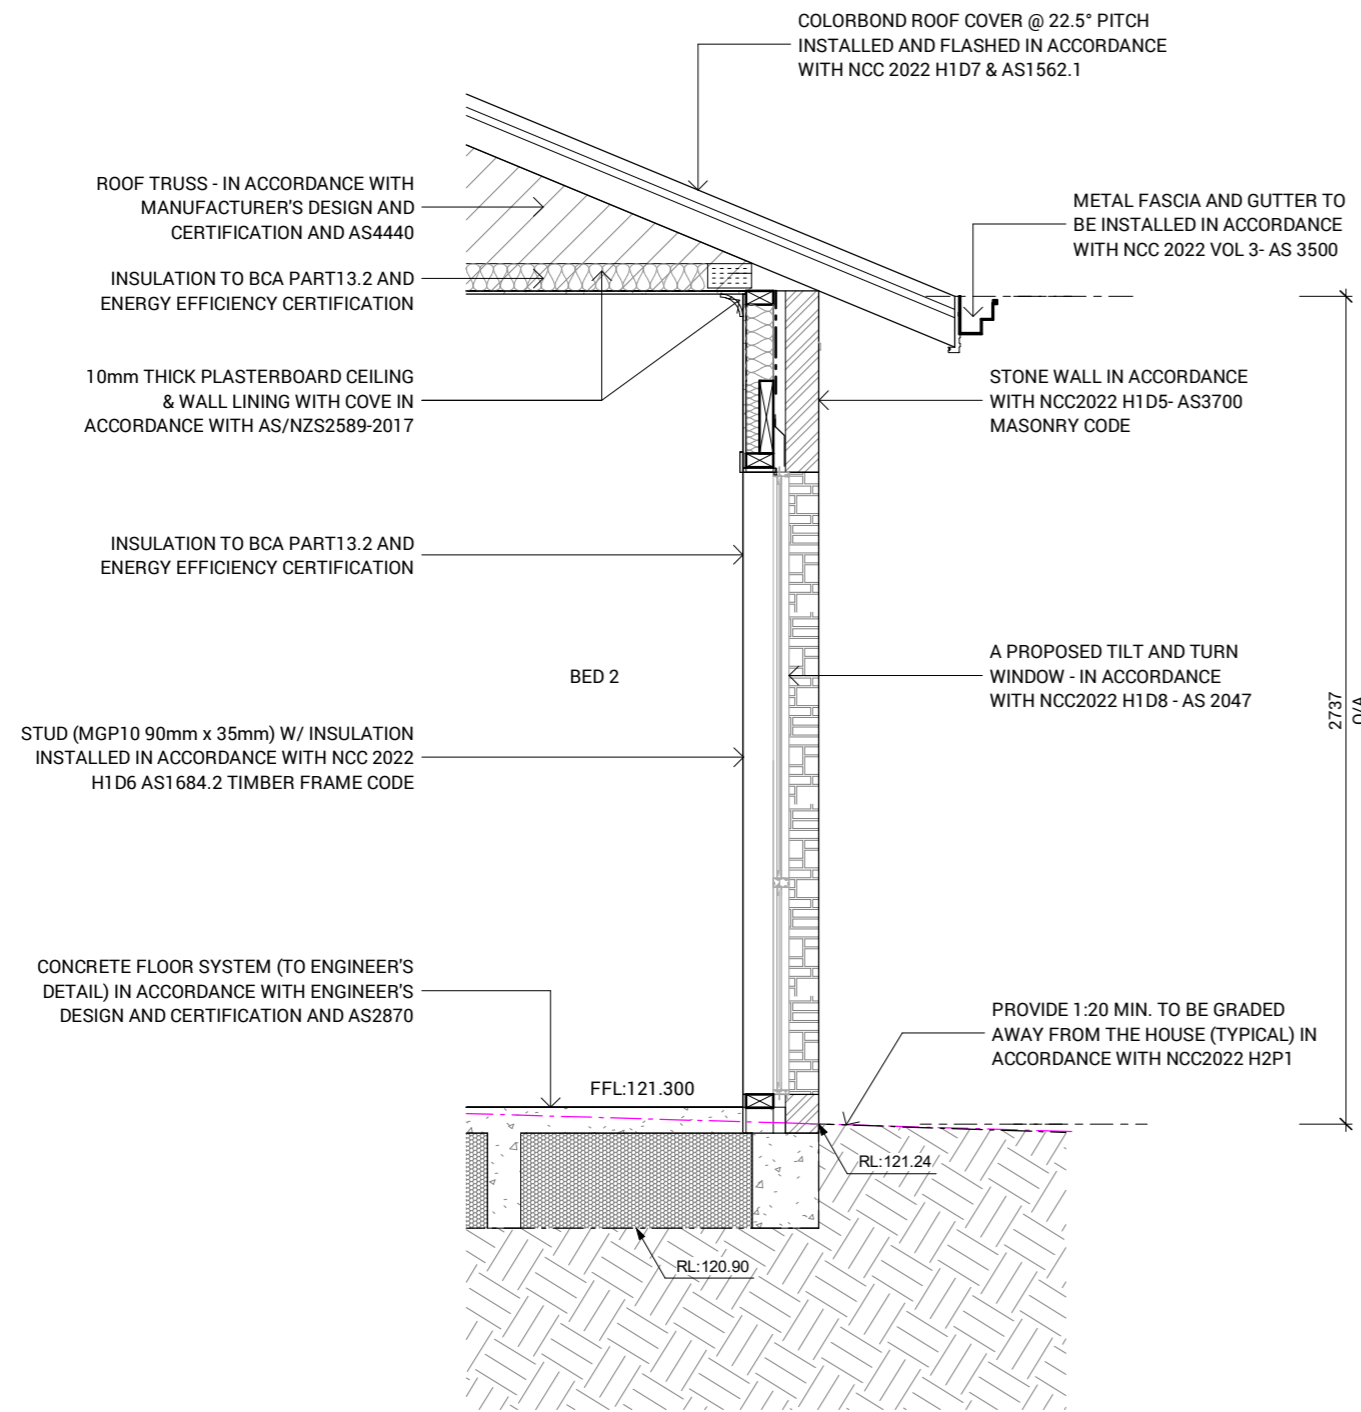 COLORBOND ROOF COVER @ 22.5° PITCH
INSTALLED AND FLASHED IN ACCORDANCE
WITH NCC 2022 H1D7 & AS1562.1
ROOF TRUSS - IN ACCORDANCE WITH
MANUFACTURER'S DESIGN AND
CERTIFICATION AND AS4440
METAL FASCIA AND GUTTER TO
BE INSTALLED IN ACCORDANCE
WITH NCC 2022 VOL 3- AS 3500
INSULATION TO BCA PART13.2 AND
ENERGY EFFICIENCY CERTIFICATION
10mm THICK PLASTERBOARD CEILING
& WALL LINING WITH COVE IN
ACCORDANCE WITH AS/NZS2589-2017
STONE WALL IN ACCORDANCE
WITH NCC2022 H1D5- AS3700
MASONRY CODE
INSULATION TO BCA PART13.2 AND
ENERGY EFFICIENCY CERTIFICATION
BED 2
A PROPOSED TILT AND TURN
WINDOW - IN ACCORDANCE
WITH NCC2022 H1D8 - AS 2047
2737
O/A
STUD (MGP10 90mm x 35mm) W/ INSULATION
INSTALLED IN ACCORDANCE WITH NCC 2022
H1D6 AS1684.2 TIMBER FRAME CODE
CONCRETE FLOOR SYSTEM (TO ENGINEER'S
DETAIL) IN ACCORDANCE WITH ENGINEER'S
DESIGN AND CERTIFICATION AND AS2870
PROVIDE 1:20 MIN. TO BE GRADED
AWAY FROM THE HOUSE (TYPICAL) IN
ACCORDANCE WITH NCC2022 H2P1
FFL:121.300
RL:121.24
RL:120.90